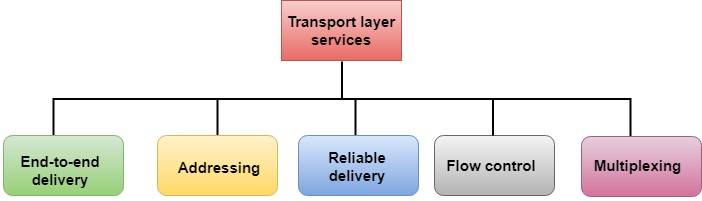 Transport layer
services
End-to-end
delivery
Addressing
Reliable
delivery
Flow control
Multiplexing